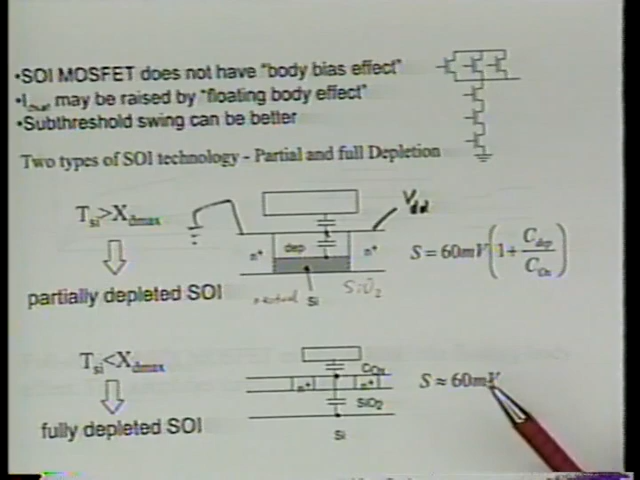 •SOI MOSFET does not have "body bias effect"
•I may be raised by "floating body effect"
•Subthreshold swing can be better
Two types of SOI technology - Partial and full Depletion
Tsi>Xdmax
Vdd
n+ dep n+
S = 60mV(1+Cdep/Cox)
partially depleted SOI
neutral Si SiO2
Tsi<Xdmax
Cox
n+ n+
SiO2
S ≈ 60mV
fully depleted SOI
Si